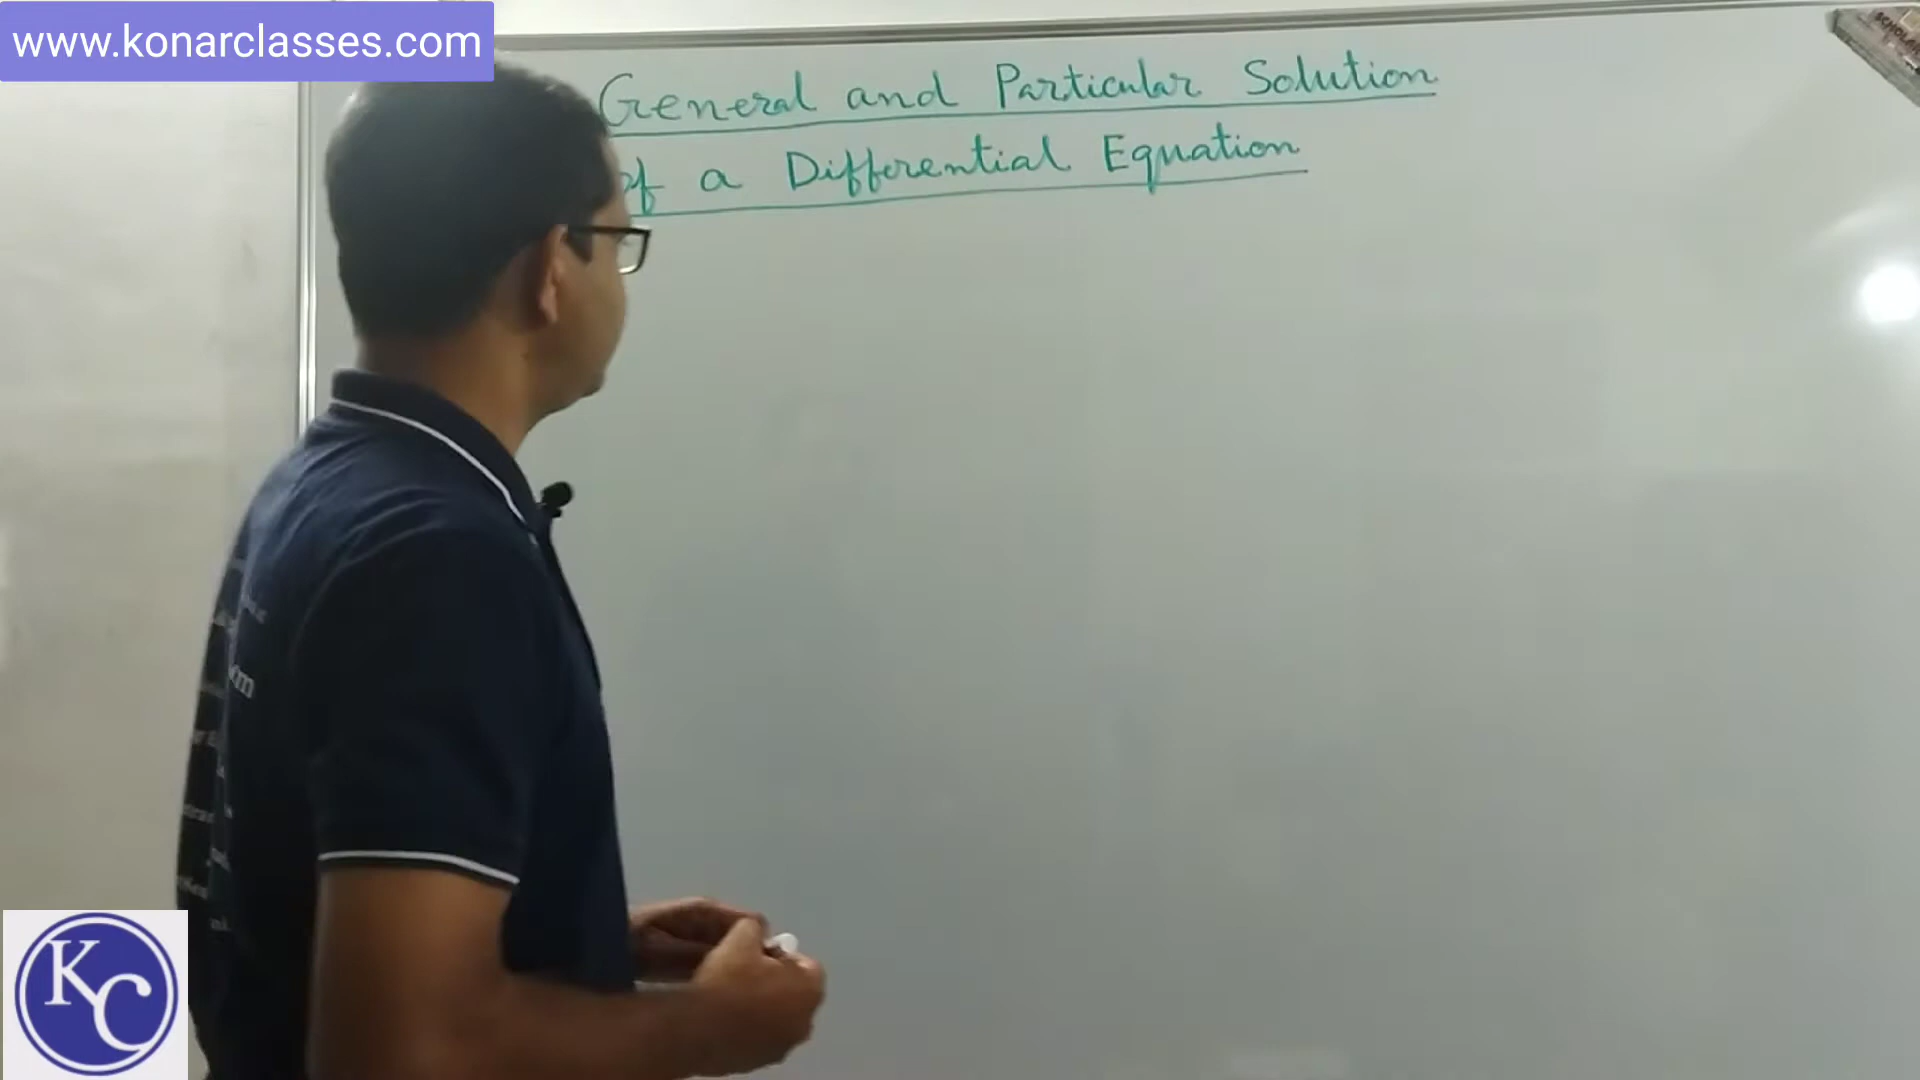 www.konarclasses.com
General and Particular Solution
of a Differential Equation
KC